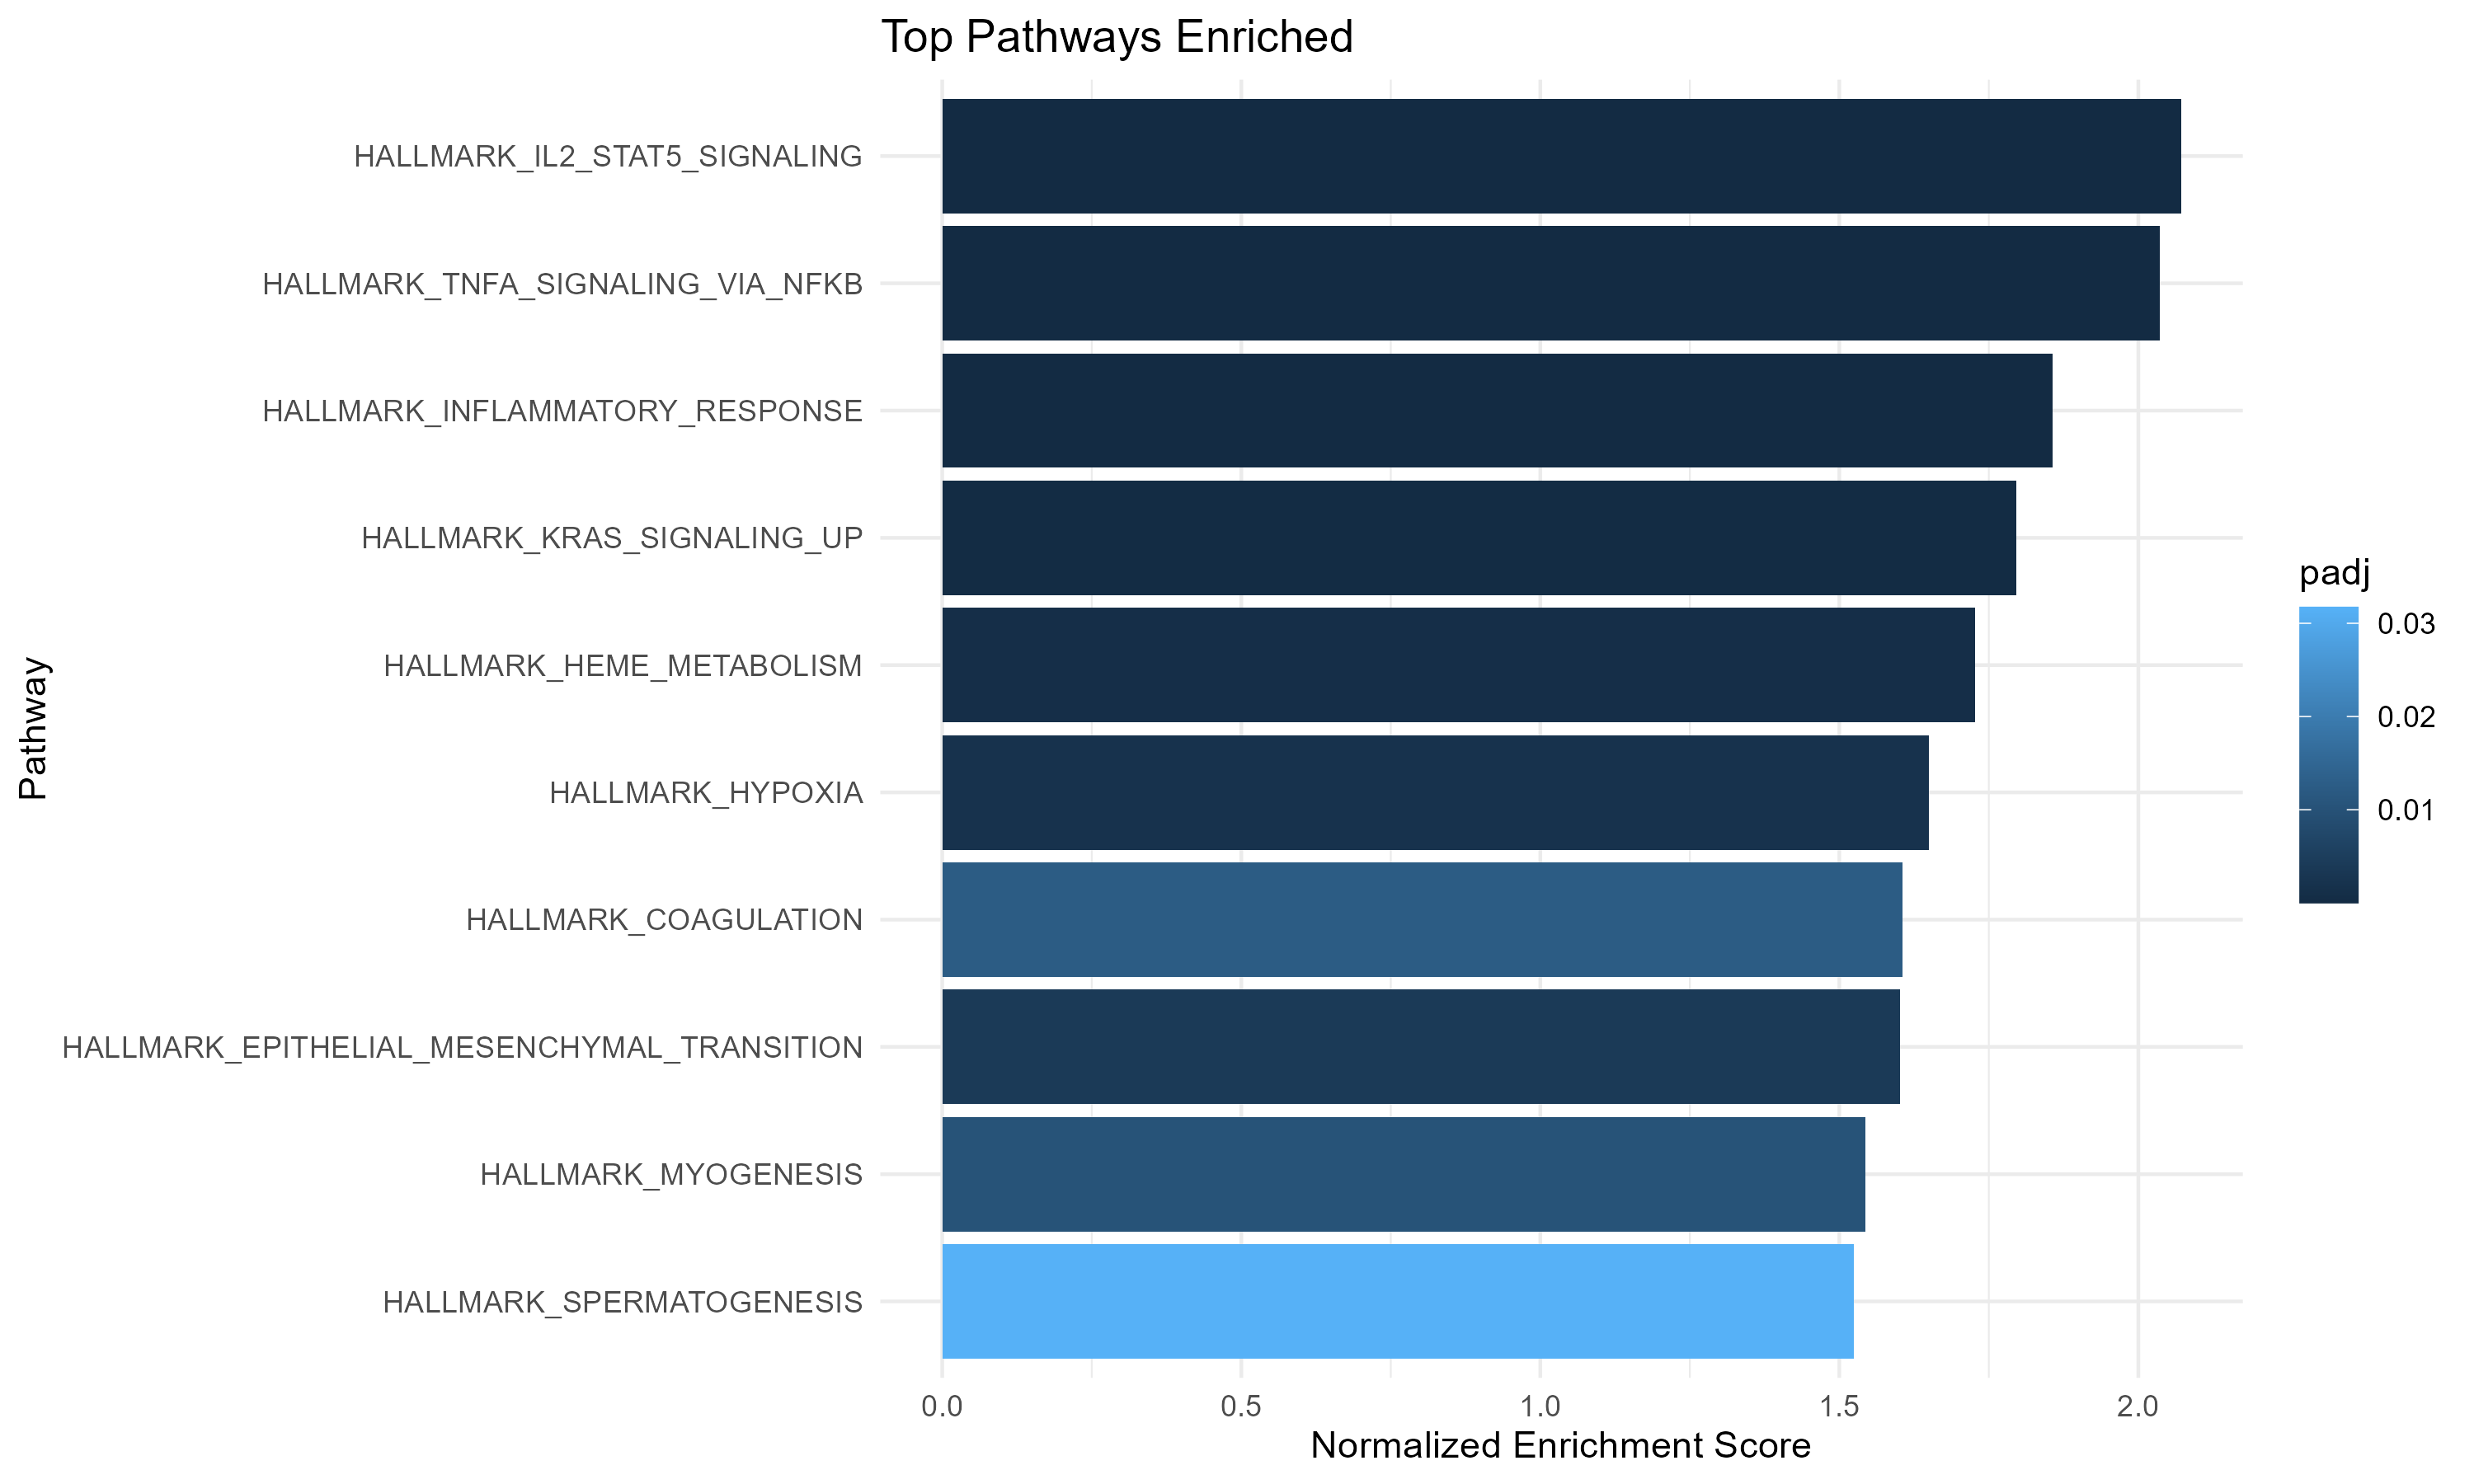 Top Pathways Enriched
Pathway
HALLMARK_IL2_STAT5_SIGNALING
HALLMARK_TNFA_SIGNALING_VIA_NFKB
HALLMARK_INFLAMMATORY_RESPONSE
HALLMARK_KRAS_SIGNALING_UP
HALLMARK_HEME_METABOLISM
HALLMARK_HYPOXIA
HALLMARK_COAGULATION
HALLMARK_EPITHELIAL_MESENCHYMAL_TRANSITION
HALLMARK_MYOGENESIS
HALLMARK_SPERMATOGENESIS
0.0 0.5 1.0 1.5 2.0
Normalized Enrichment Score
padj
0.03
0.02
0.01